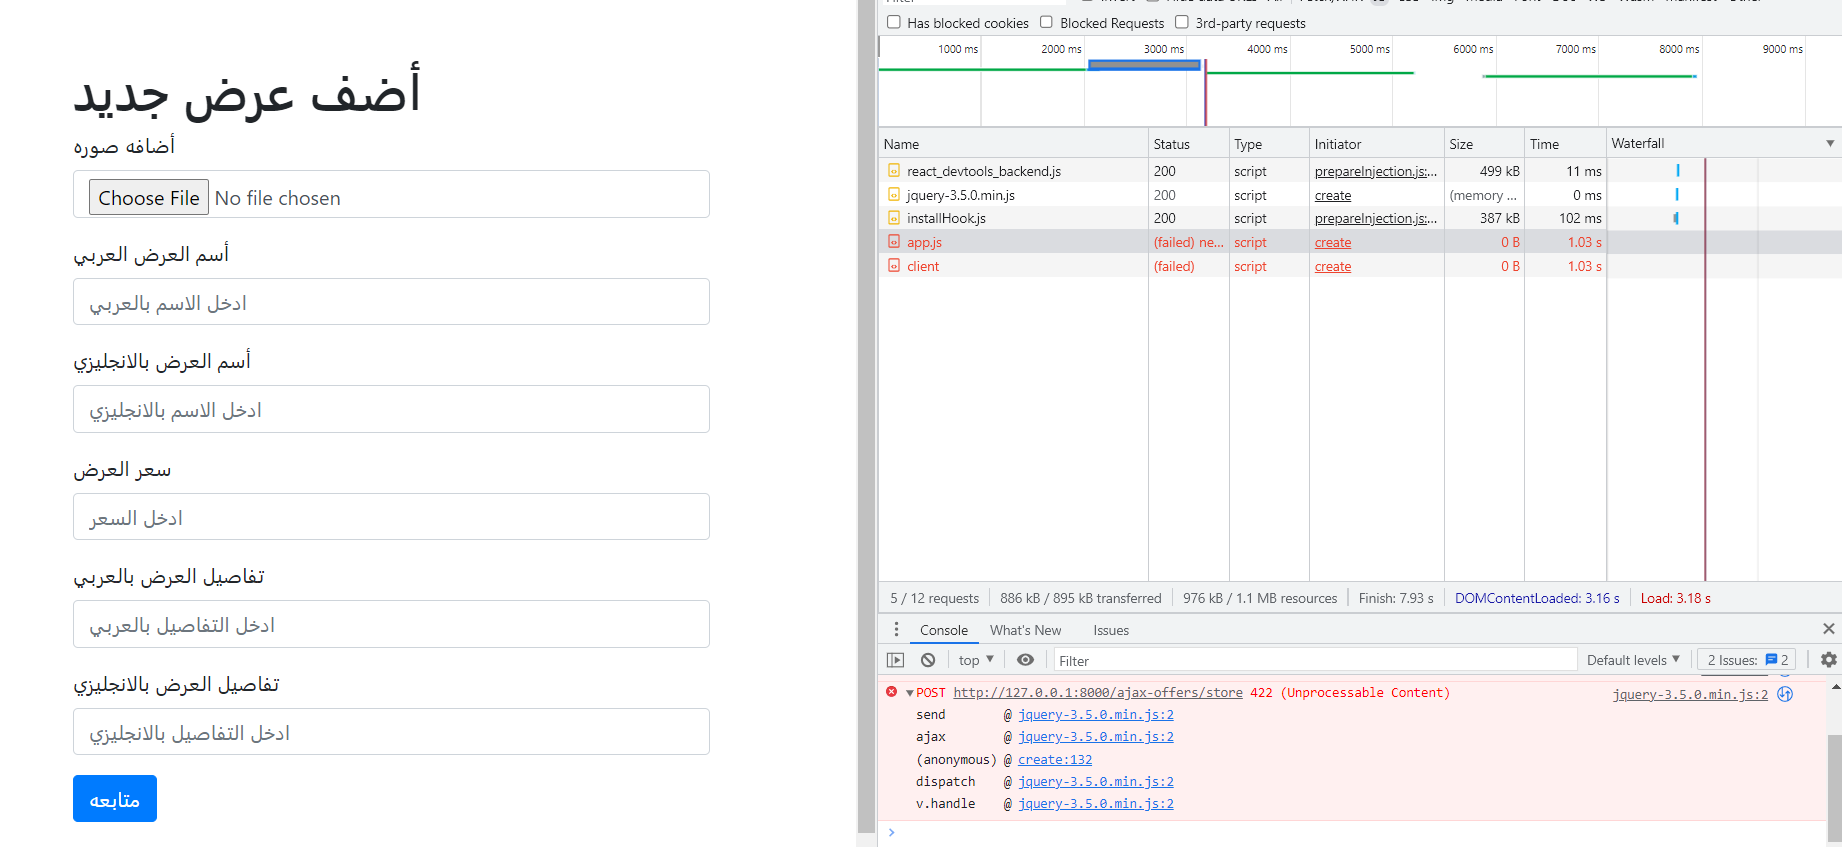 أضف عرض جديد
أضافه صوره
Choose File No file chosen
أسم العرض العربي
ادخل الاسم بالعربي
أسم العرض بالانجليزي
ادخل الاسم بالانجليزي
سعر العرض
ادخل السعر
تفاصيل العرض بالعربي
ادخل التفاصيل بالعربي
تفاصيل العرض بالانجليزي
ادخل التفاصيل بالانجليزي
متابعه
Has blocked cookies Blocked Requests 3rd-party requests
1000 ms 2000 ms 3000 ms 4000 ms 5000 ms 6000 ms 7000 ms 8000 ms 9000 ms
Name Status Type Initiator Size Time Waterfall
react_devtools_backend.js 200 script prepareInjection.js:... 499 kB 11 ms
jquery-3.5.0.min.js 200 script create (memory ... 0 ms
installHook.js 200 script prepareInjection.js:... 387 kB 102 ms
app.js (failed) ne... script create 0 B 1.03 s
client (failed) script create 0 B 1.03 s
5 / 12 requests 886 kB / 895 kB transferred 976 kB / 1.1 MB resources Finish: 7.93 s DOMContentLoaded: 3.16 s Load: 3.18 s
Console What's New Issues
top Filter Default levels 2 Issues: 2
POST http://127.0.0.1:8000/ajax-offers/store 422 (Unprocessable Content) jquery-3.5.0.min.js:2
send @ jquery-3.5.0.min.js:2
ajax @ jquery-3.5.0.min.js:2
(anonymous) @ create:132
dispatch @ jquery-3.5.0.min.js:2
v.handle @ jquery-3.5.0.min.js:2